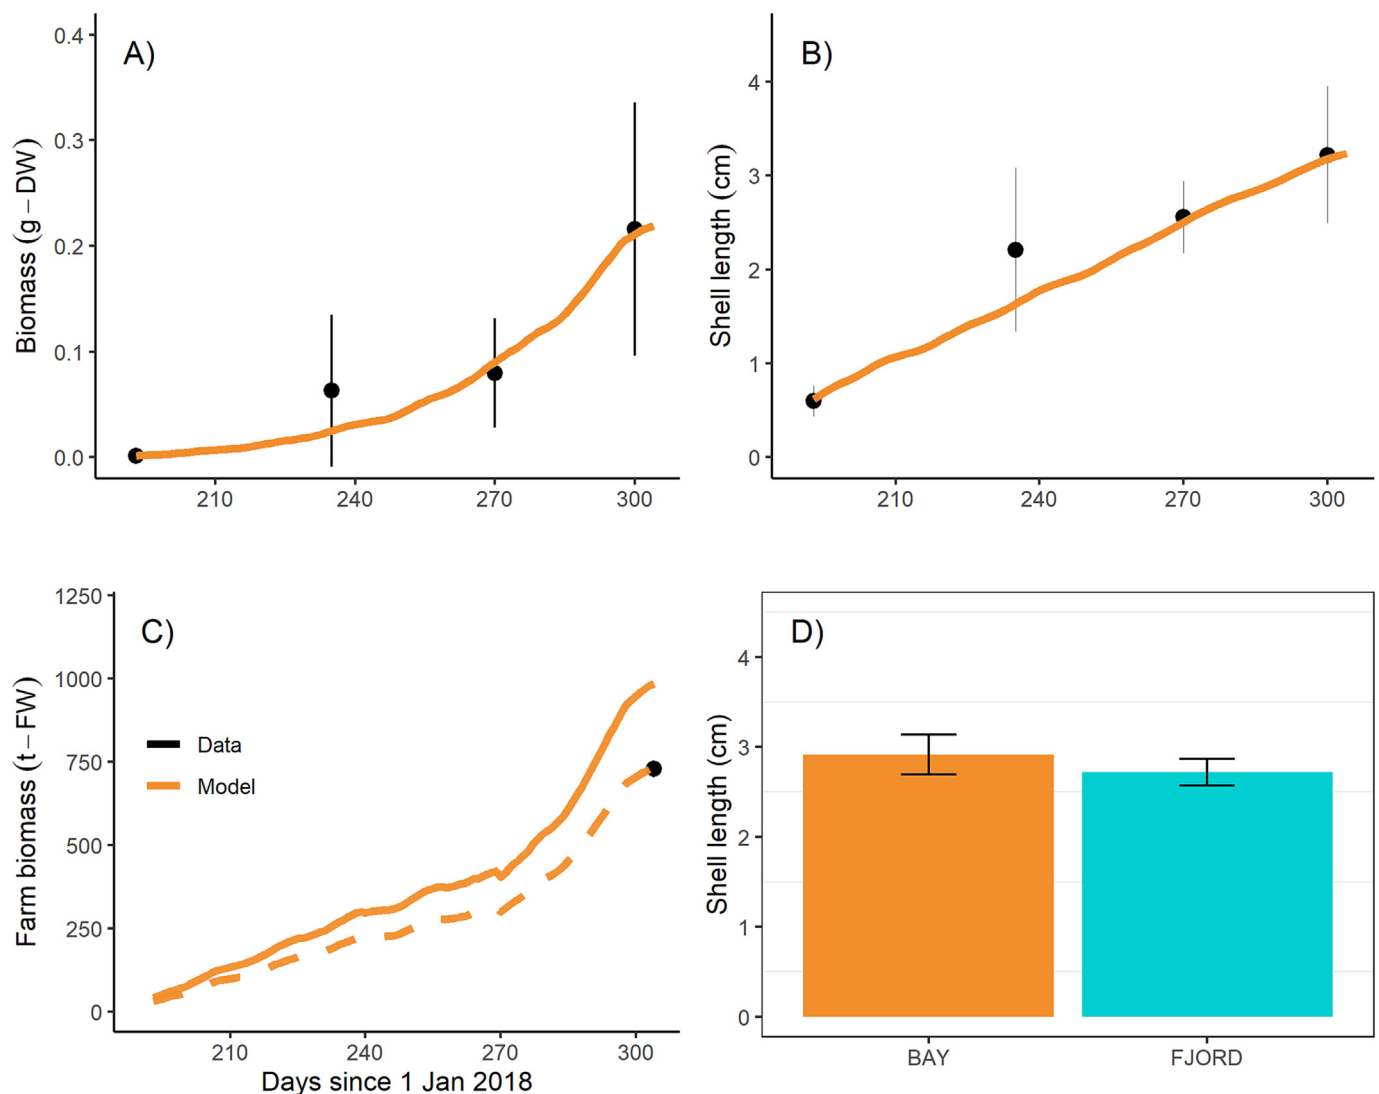 A)
Biomass (g − DW)
0.4
0.3
0.2
0.1
0.0
210 240 270 300
B)
Shell length (cm)
4
3
2
1
0
210 240 270 300
C)
Farm biomass (t − FW)
1250
1000
750
500
250
0
Data
Model
210 240 270 300
Days since 1 Jan 2018
D)
Shell length (cm)
4
3
2
1
0
BAY FJORD